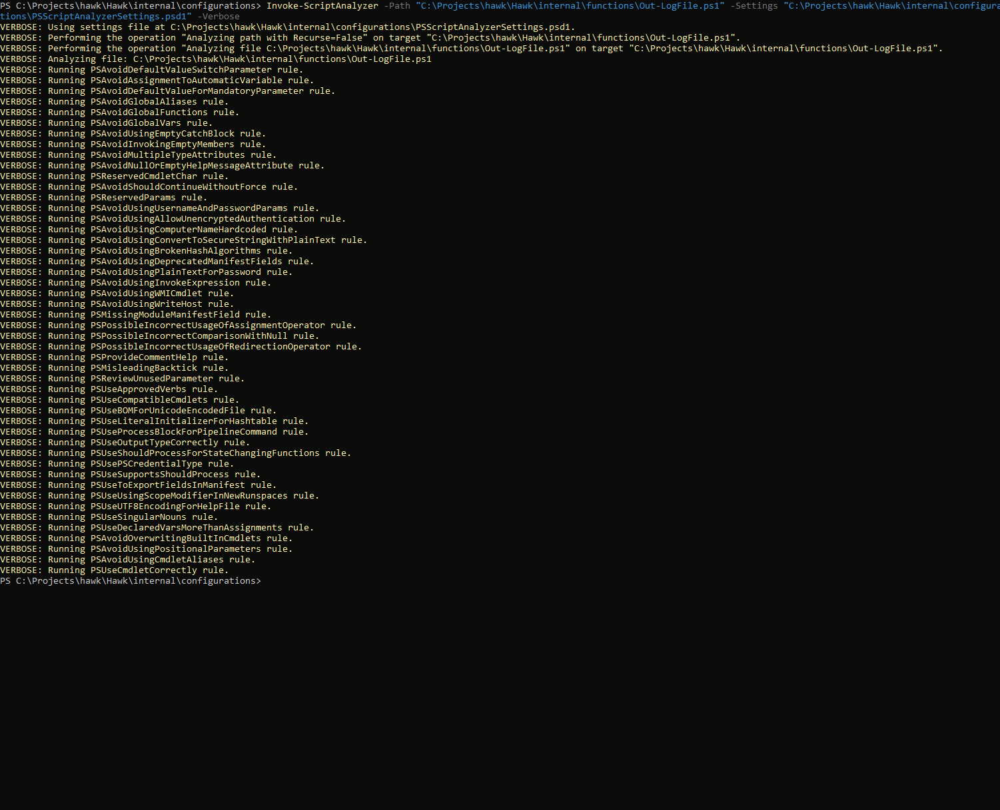 PS C:\Projects\hawk\Hawk\internal\configurations> Invoke-ScriptAnalyzer -Path "C:\Projects\hawk\Hawk\internal\functions\Out-LogFile.ps1" -Settings "C:\Projects\hawk\Hawk\internal\configura
tions\PSScriptAnalyzerSettings.psd1" -Verbose
VERBOSE: Using settings file at C:\Projects\hawk\Hawk\internal\configurations\PSScriptAnalyzerSettings.psd1.
VERBOSE: Performing the operation "Analyzing path with Recurse=False" on target "C:\Projects\hawk\Hawk\internal\functions\Out-LogFile.ps1".
VERBOSE: Performing the operation "Analyzing file C:\Projects\hawk\Hawk\internal\functions\Out-LogFile.ps1" on target "C:\Projects\hawk\Hawk\internal\functions\Out-LogFile.ps1".
VERBOSE: Analyzing file: C:\Projects\hawk\Hawk\internal\functions\Out-LogFile.ps1
VERBOSE: Running PSAvoidDefaultValueSwitchParameter rule.
VERBOSE: Running PSAvoidAssignmentToAutomaticVariable rule.
VERBOSE: Running PSAvoidDefaultValueForMandatoryParameter rule.
VERBOSE: Running PSAvoidGlobalAliases rule.
VERBOSE: Running PSAvoidGlobalFunctions rule.
VERBOSE: Running PSAvoidGlobalVars rule.
VERBOSE: Running PSAvoidUsingEmptyCatchBlock rule.
VERBOSE: Running PSAvoidInvokingEmptyMembers rule.
VERBOSE: Running PSAvoidMultipleTypeAttributes rule.
VERBOSE: Running PSAvoidNullOrEmptyHelpMessageAttribute rule.
VERBOSE: Running PSReservedCmdletChar rule.
VERBOSE: Running PSAvoidShouldContinueWithoutForce rule.
VERBOSE: Running PSReservedParams rule.
VERBOSE: Running PSAvoidUsingUsernameAndPasswordParams rule.
VERBOSE: Running PSAvoidUsingAllowUnencryptedAuthentication rule.
VERBOSE: Running PSAvoidUsingComputerNameHardcoded rule.
VERBOSE: Running PSAvoidUsingConvertToSecureStringWithPlainText rule.
VERBOSE: Running PSAvoidUsingBrokenHashAlgorithms rule.
VERBOSE: Running PSAvoidUsingDeprecatedManifestFields rule.
VERBOSE: Running PSAvoidUsingPlainTextForPassword rule.
VERBOSE: Running PSAvoidUsingInvokeExpression rule.
VERBOSE: Running PSAvoidUsingWMICmdlet rule.
VERBOSE: Running PSAvoidUsingWriteHost rule.
VERBOSE: Running PSMissingModuleManifestField rule.
VERBOSE: Running PSPossibleIncorrectUsageOfAssignmentOperator rule.
VERBOSE: Running PSPossibleIncorrectComparisonWithNull rule.
VERBOSE: Running PSPossibleIncorrectUsageOfRedirectionOperator rule.
VERBOSE: Running PSProvideCommentHelp rule.
VERBOSE: Running PSMisleadingBacktick rule.
VERBOSE: Running PSReviewUnusedParameter rule.
VERBOSE: Running PSUseApprovedVerbs rule.
VERBOSE: Running PSUseCompatibleCmdlets rule.
VERBOSE: Running PSUseBOMForUnicodeEncodedFile rule.
VERBOSE: Running PSUseLiteralInitializerForHashtable rule.
VERBOSE: Running PSUseProcessBlockForPipelineCommand rule.
VERBOSE: Running PSUseOutputTypeCorrectly rule.
VERBOSE: Running PSUseShouldProcessForStateChangingFunctions rule.
VERBOSE: Running PSUsePSCredentialType rule.
VERBOSE: Running PSUseSupportsShouldProcess rule.
VERBOSE: Running PSUseToExportFieldsInManifest rule.
VERBOSE: Running PSUseUsingScopeModifierInNewRunspaces rule.
VERBOSE: Running PSUseUTF8EncodingForHelpFile rule.
VERBOSE: Running PSUseSingularNouns rule.
VERBOSE: Running PSUseDeclaredVarsMoreThanAssignments rule.
VERBOSE: Running PSAvoidOverwritingBuiltInCmdlets rule.
VERBOSE: Running PSAvoidUsingPositionalParameters rule.
VERBOSE: Running PSAvoidUsingCmdletAliases rule.
VERBOSE: Running PSUseCmdletCorrectly rule.
PS C:\Projects\hawk\Hawk\internal\configurations>